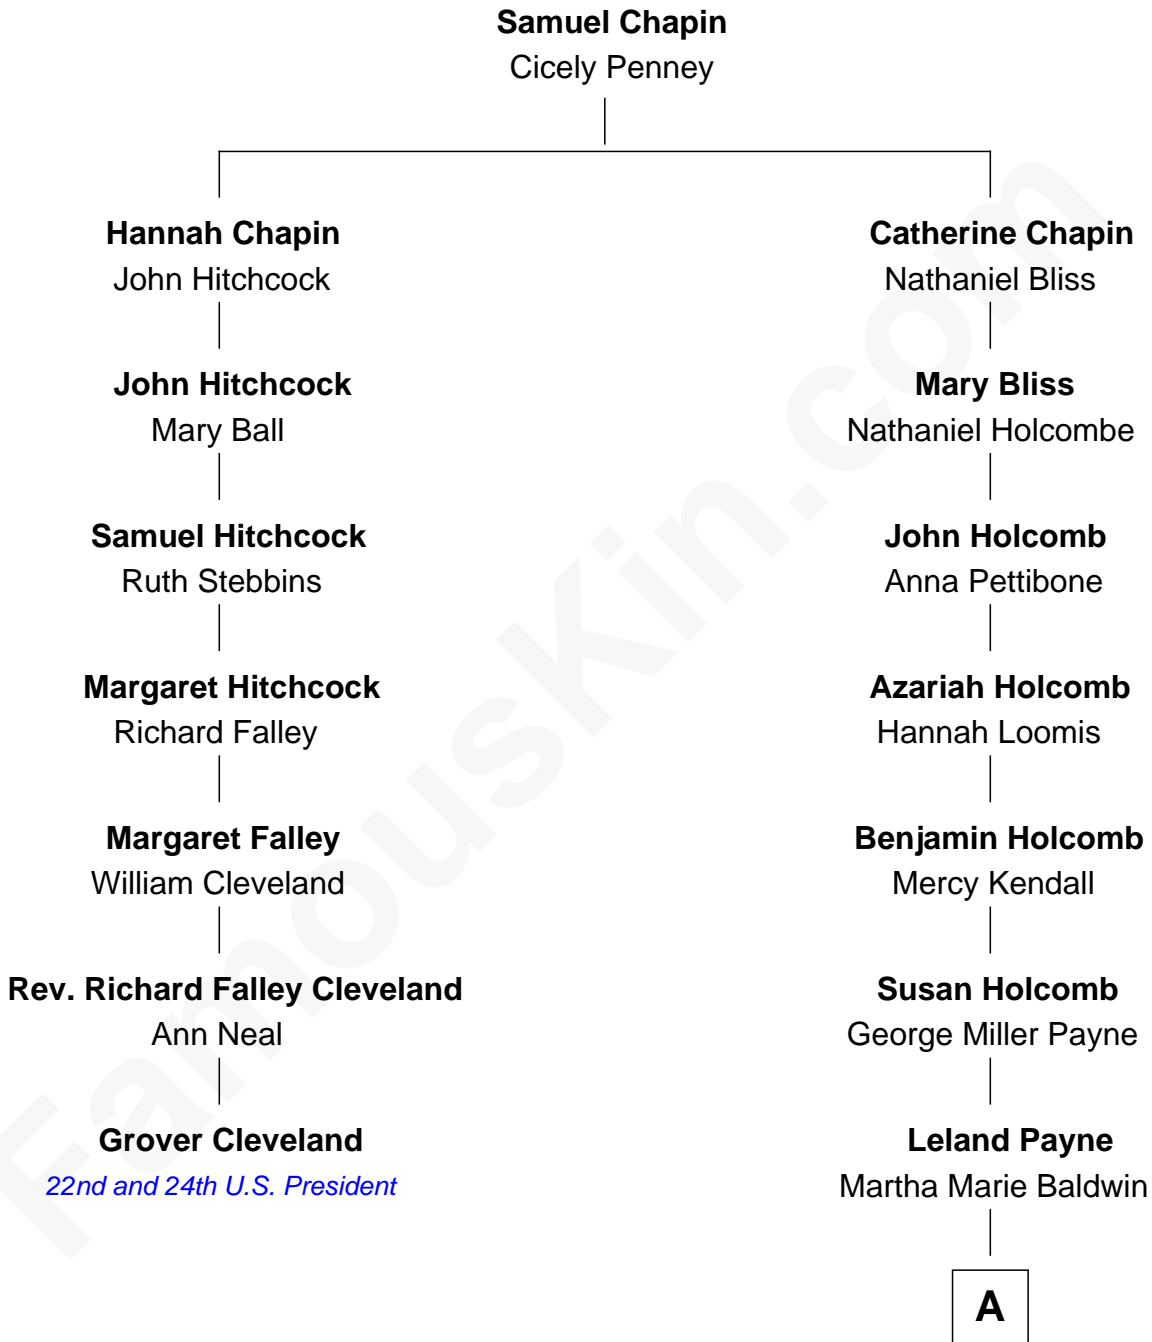 Samuel Chapin
Cicely Penney
Hannah Chapin
John Hitchcock
Catherine Chapin
Nathaniel Bliss
John Hitchcock
Mary Ball
Mary Bliss
Nathaniel Holcombe
Samuel Hitchcock
Ruth Stebbins
John Holcomb
Anna Pettibone
Margaret Hitchcock
Richard Falley
Azariah Holcomb
Hannah Loomis
Margaret Falley
William Cleveland
Benjamin Holcomb
Mercy Kendall
Rev. Richard Falley Cleveland
Ann Neal
Susan Holcomb
George Miller Payne
Grover Cleveland
22nd and 24th U.S. President
Leland Payne
Martha Marie Baldwin
A
FamousKin.com